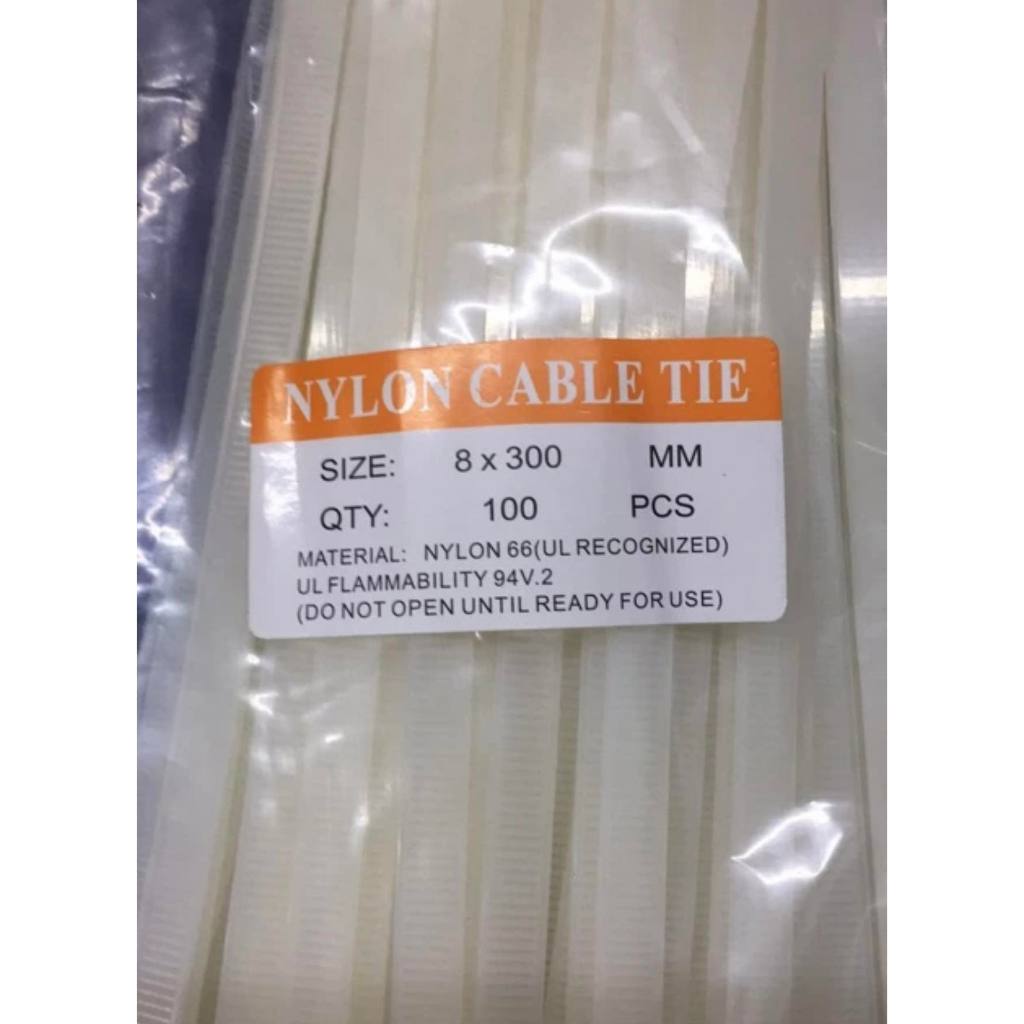 NYLON CABLE TIE
SIZE: 8 x 300 MM
QTY: 100 PCS
MATERIAL: NYLON 66(UL RECOGNIZED)
UL FLAMMABILITY 94V.2
(DO NOT OPEN UNTIL READY FOR USE)